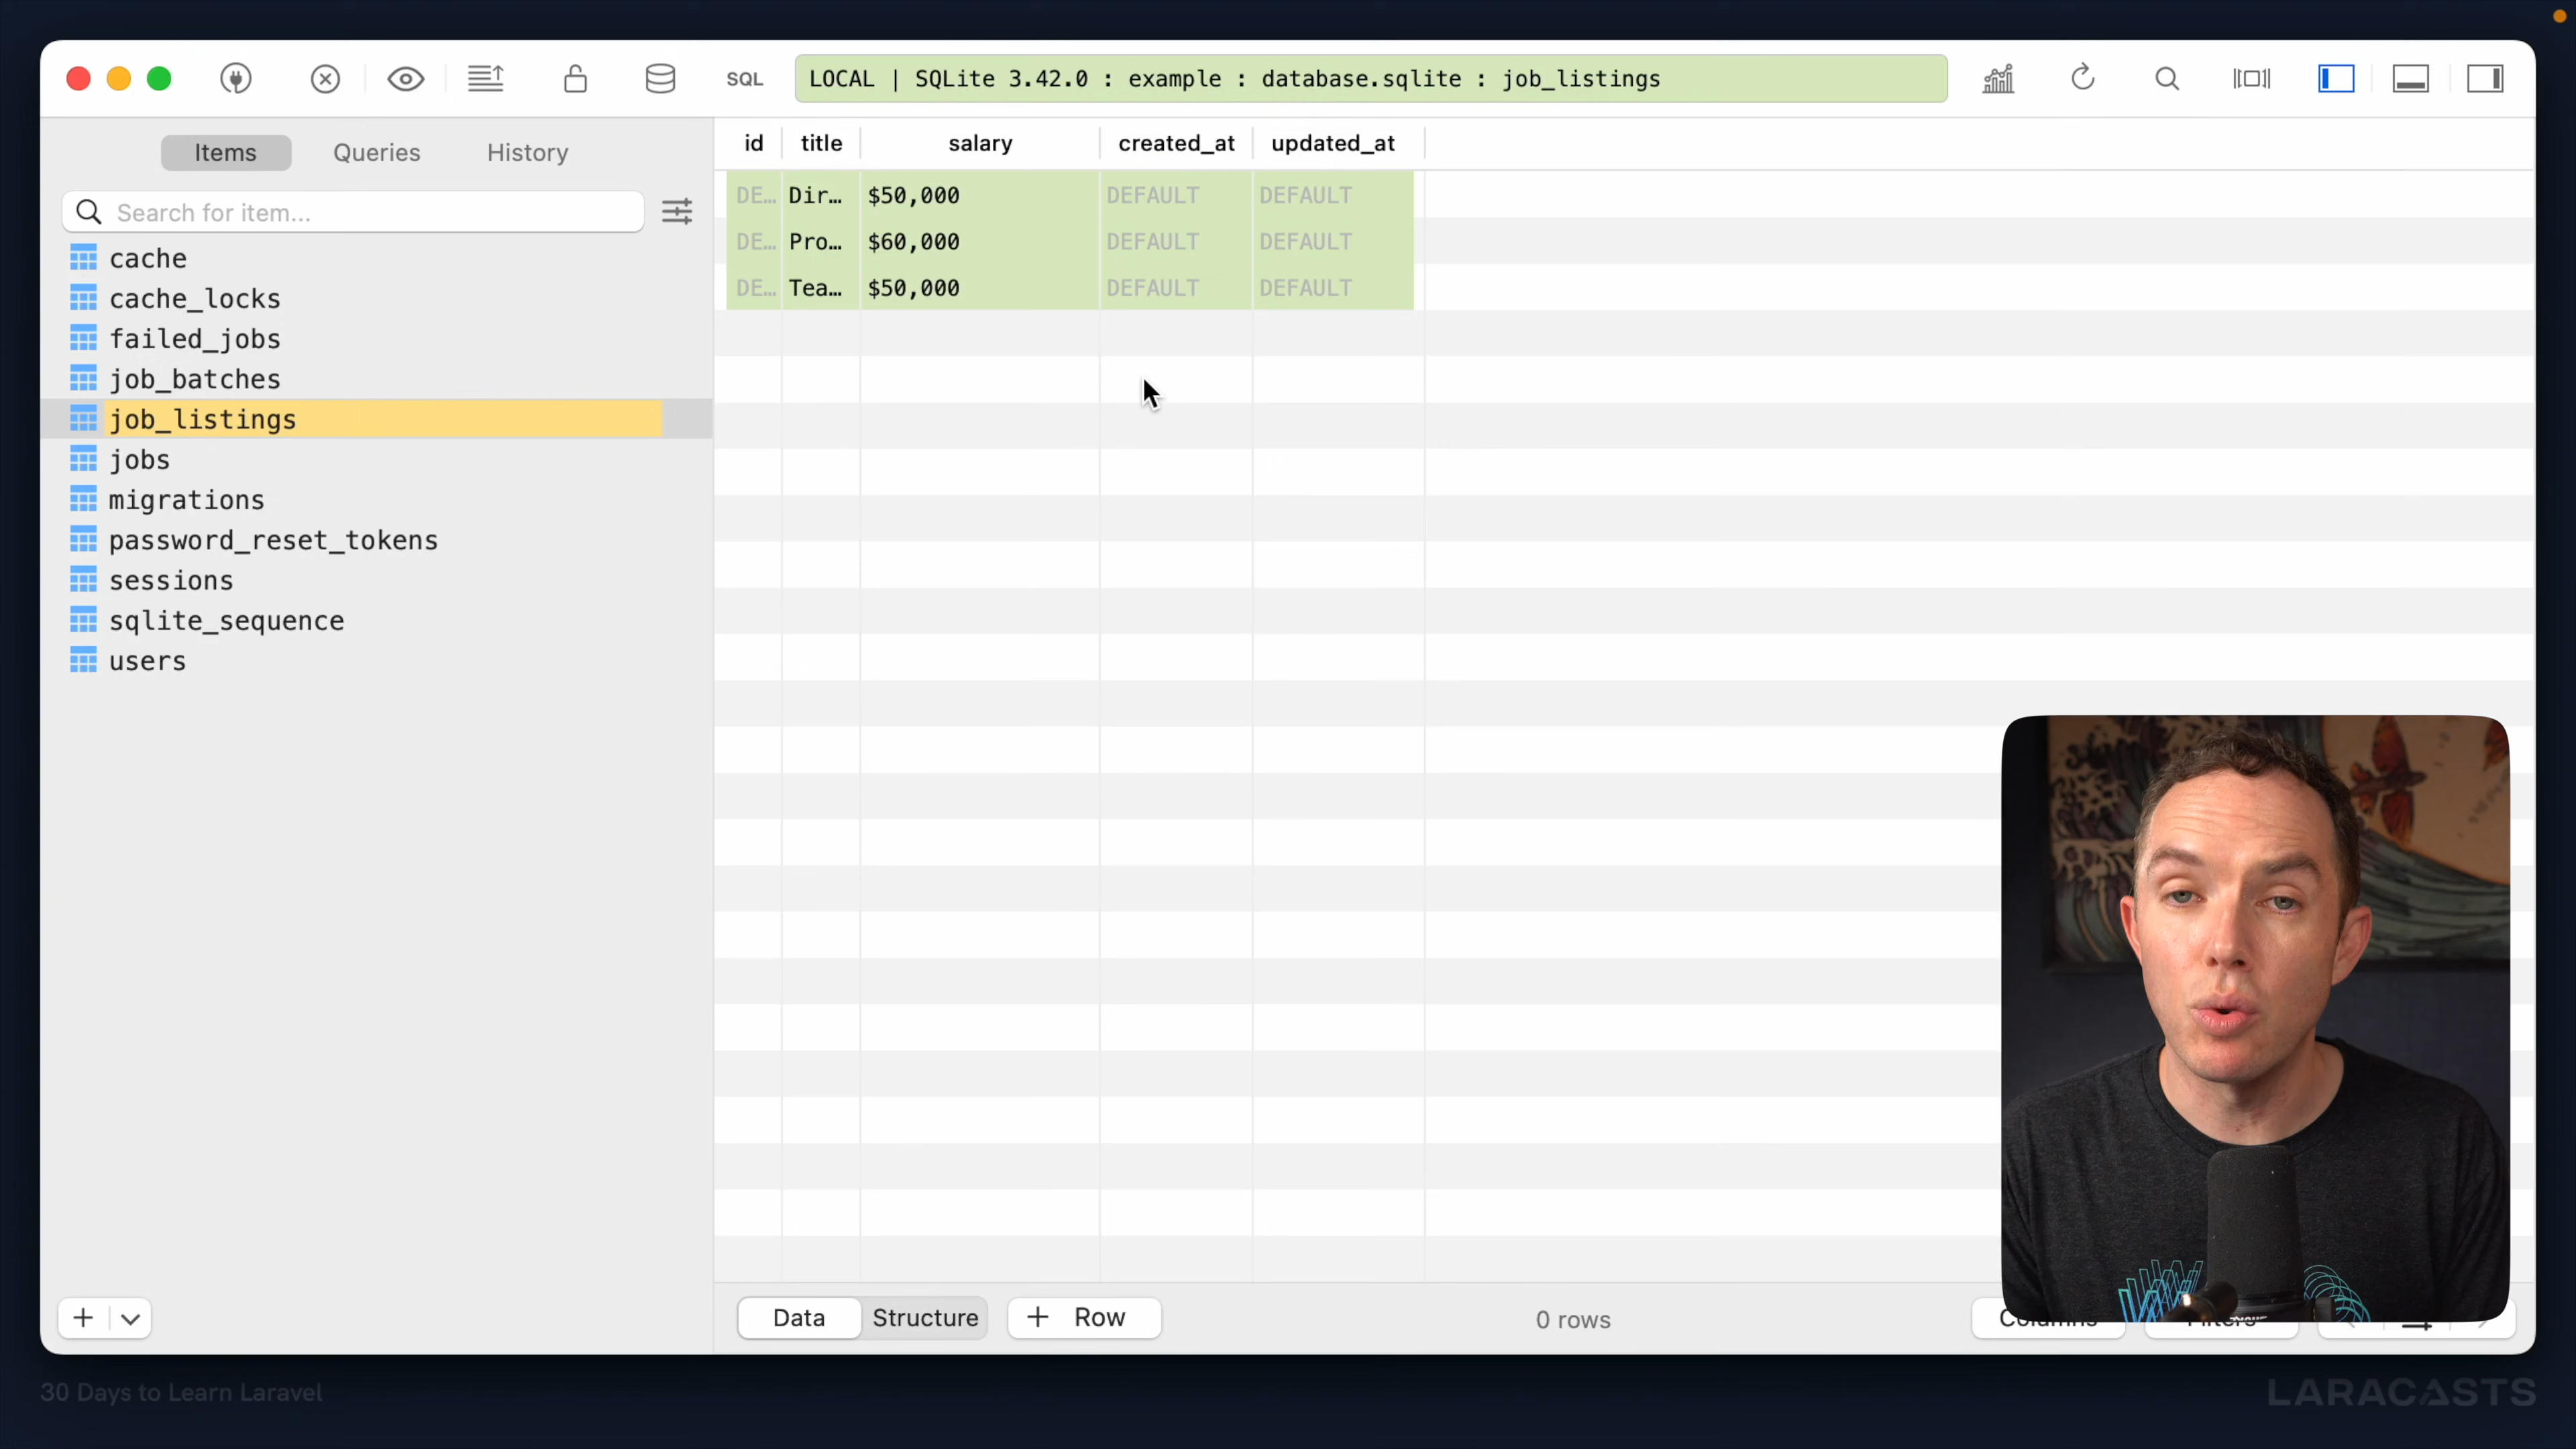 SQL
LOCAL | SQLite 3.42.0 : example : database.sqlite : job_listings
Items Queries History
Search for item...
cache
cache_locks
failed_jobs
job_batches
job_listings
jobs
migrations
password_reset_tokens
sessions
sqlite_sequence
users
id title salary created_at updated_at
DE... Dir... $50,000 DEFAULT DEFAULT
DE... Pro... $60,000 DEFAULT DEFAULT
DE... Tea... $50,000 DEFAULT DEFAULT
Data Structure + Row 0 rows Columns Filters
30 Days to Learn Laravel
LARACASTS